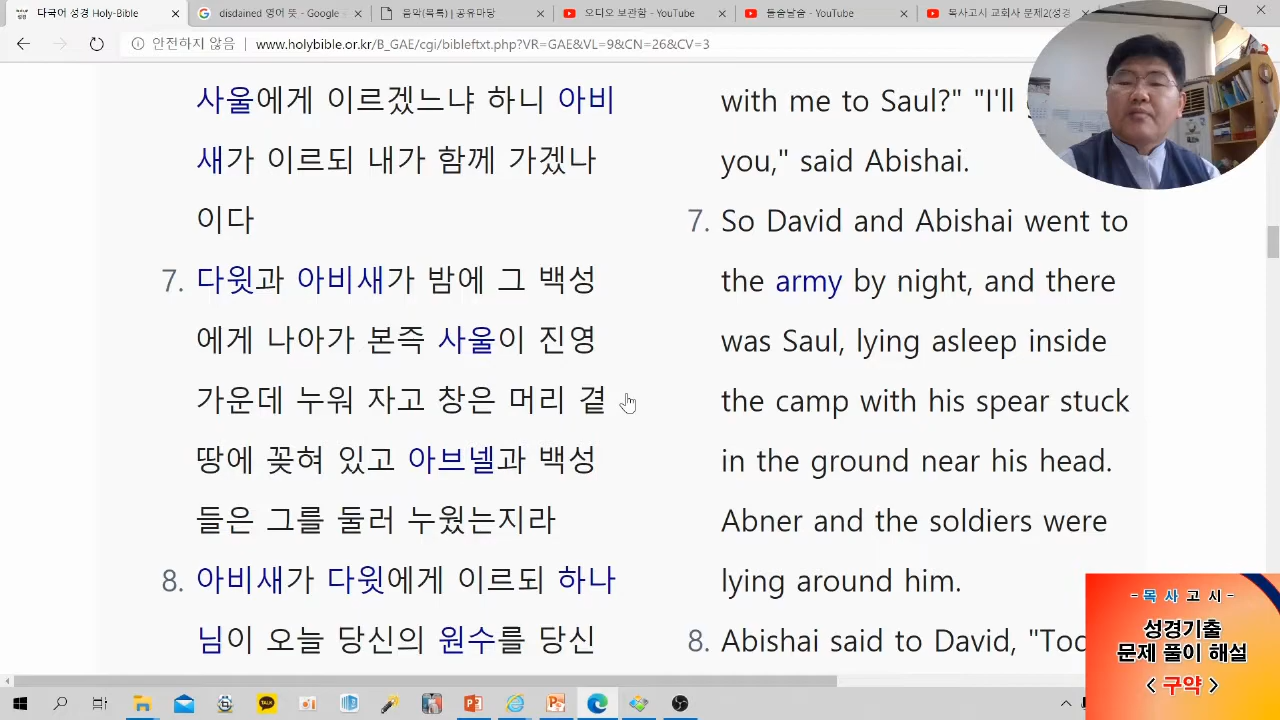 다국어 성경 Holy-Bible
disdained 영어 뜻 - Google
음악(목록) | 공유마당
오디오 보관함 - YouTube
돌솜날솜 - YouTube
목사고시 교회사 문제2(성경
안전하지 않음 | www.holybible.or.kr/B_GAE/cgi/bibleftxt.php?VR=GAE&VL=9&CN=26&CV=3
사울에게 이르겠느냐 하니 아비
새가 이르되 내가 함께 가겠나
이다
7. 다윗과 아비새가 밤에 그 백성
에게 나아가 본즉 사울이 진영
가운데 누워 자고 창은 머리 곁
땅에 꽂혀 있고 아브넬과 백성
들은 그를 둘러 누웠는지라
8. 아비새가 다윗에게 이르되 하나
님이 오늘 당신의 원수를 당신
with me to Saul?" "I'll
you," said Abishai.
7. So David and Abishai went to
the army by night, and there
was Saul, lying asleep inside
the camp with his spear stuck
in the ground near his head.
Abner and the soldiers were
lying around him.
8. Abishai said to David, "Tod
- 목 사 고 시 -
성경기출
문제 풀이 해설
< 구약 >